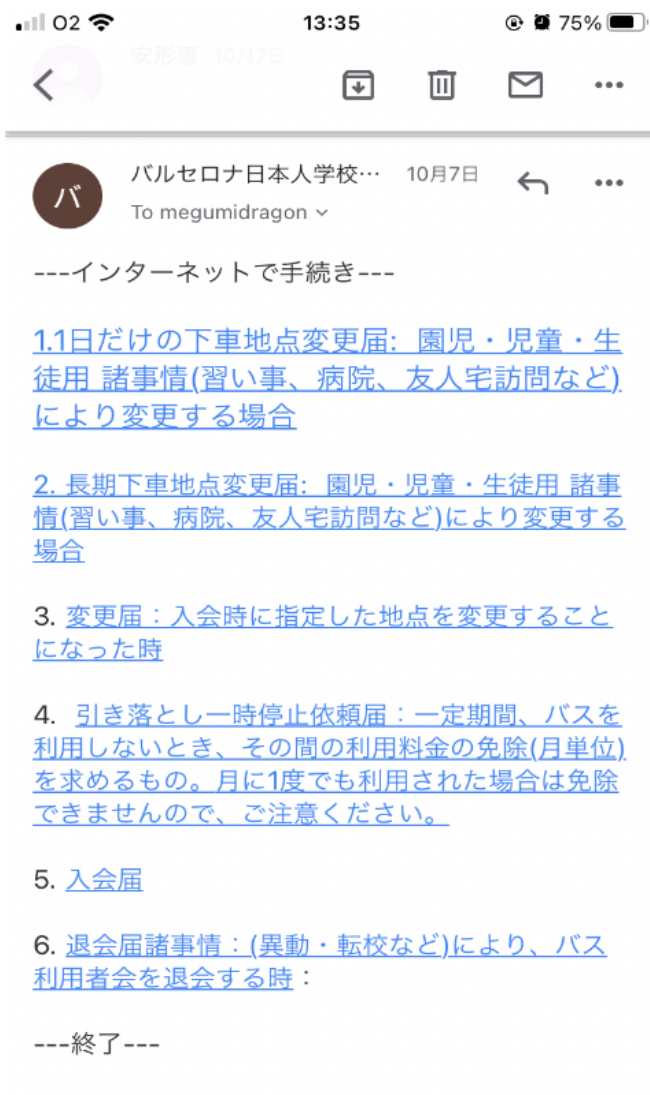 O2 13:35 75%
安形恵 10月7日
バ バルセロナ日本人学校… 10月7日
To megumidragon
---インターネットで手続き---
1.1日だけの下車地点変更届: 園児・児童・生
徒用 諸事情(習い事、病院、友人宅訪問など)
により変更する場合
2. 長期下車地点変更届: 園児・児童・生徒用 諸事
情(習い事、病院、友人宅訪問など)により変更する
場合
3. 変更届：入会時に指定した地点を変更すること
になった時
4. 引き落とし一時停止依頼届：一定期間、バスを
利用しないとき、その間の利用料金の免除(月単位)
を求めるもの。月に1度でも利用された場合は免除
できませんので、ご注意ください。
5. 入会届
6. 退会届諸事情：(異動・転校など)により、バス
利用者会を退会する時：
---終了---